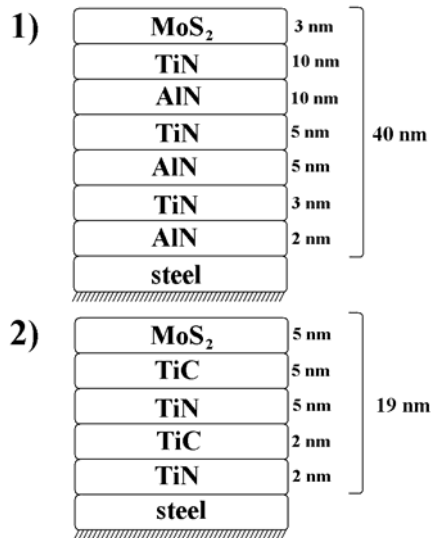 1)
MoS₂ 3 nm
TiN 10 nm
AlN 10 nm
TiN 5 nm
40 nm
AlN 5 nm
TiN 3 nm
AlN 2 nm
steel
2)
MoS₂ 5 nm
TiC 5 nm
TiN 5 nm
19 nm
TiC 2 nm
TiN 2 nm
steel